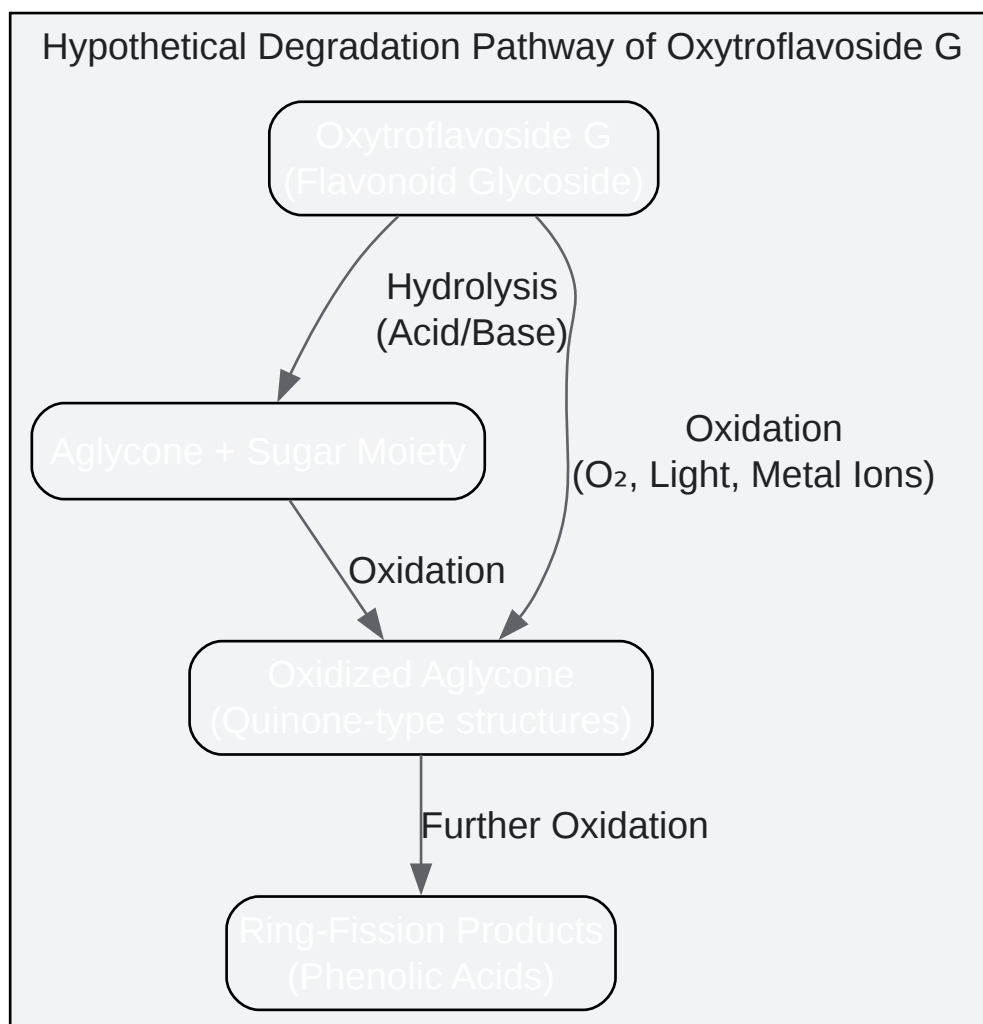 Hypothetical Degradation Pathway of Oxytroflavoside G
Oxytroflavoside G
(Flavonoid Glycoside)
Hydrolysis
(Acid/Base)
Oxidation
(O₂, Light, Metal Ions)
Aglycone + Sugar Moiety
Oxidation
Oxidized Aglycone
(Quinone-type structures)
Further Oxidation
Ring-Fission Products
(Phenolic Acids)